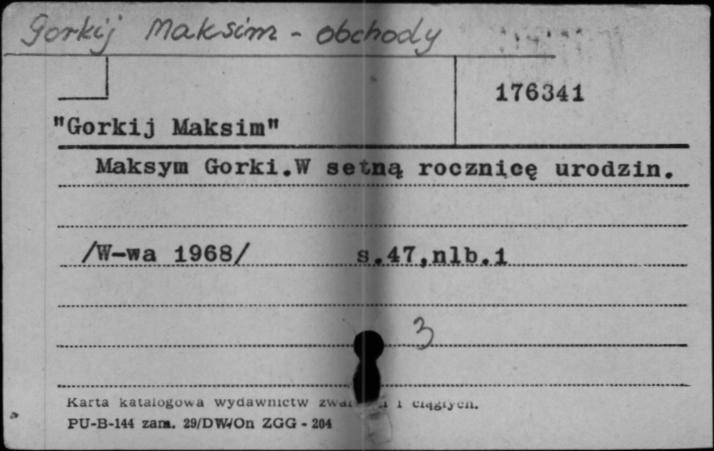 Gorkij Maksim - obchody
176341
"Gorkij Maksim"
Maksym Gorki.W setną rocznicę urodzin.
/W-wa 1968/ s.47,nlb.1
3
Karta katalogowa wydawnictw i ciągłych.
PU-B-144 zam. 29/DW/On ZGG - 204